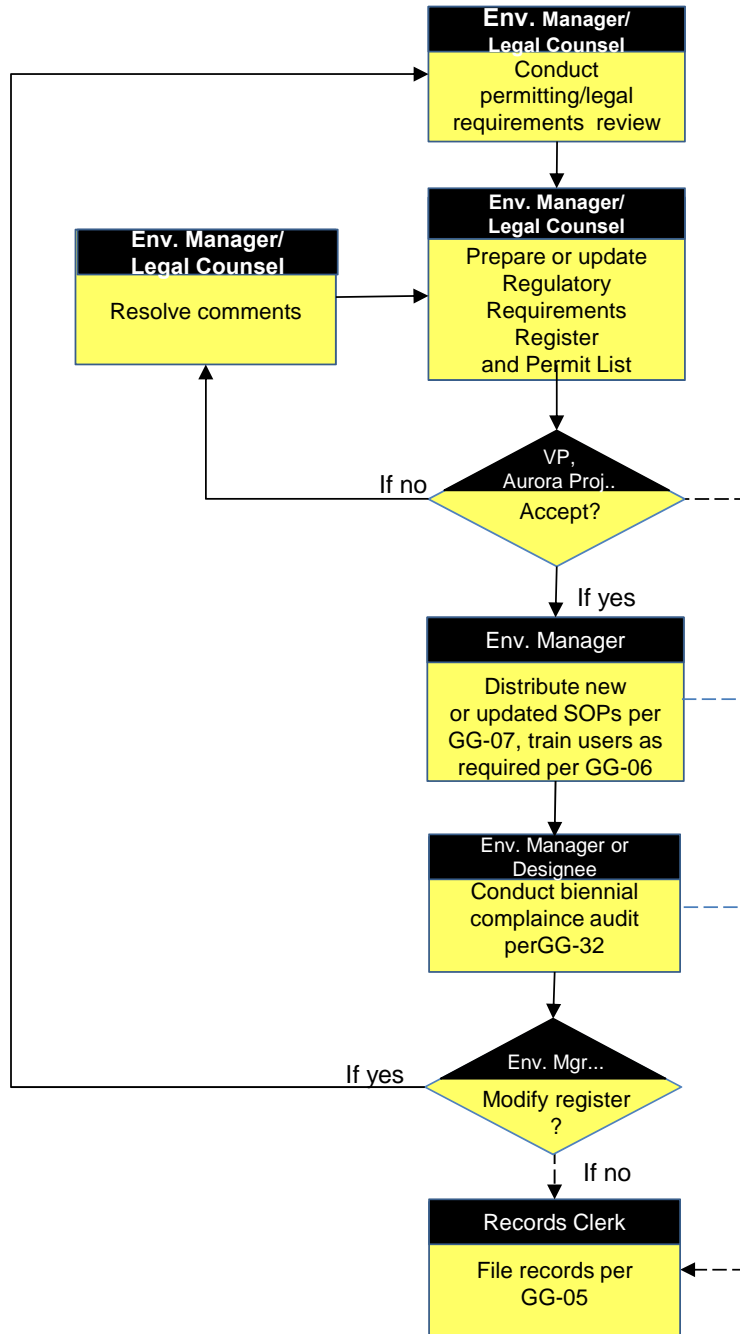 Env. Manager/
Legal Counsel
Conduct
permitting/legal
requirements review
Env. Manager/
Legal Counsel
Prepare or update
Regulatory
Requirements
Register
and Permit List
Env. Manager/
Legal Counsel
Resolve comments
VP,
Aurora Proj..
Accept?
If no
If yes
Env. Manager
Distribute new
or updated SOPs per
GG-07, train users as
required per GG-06
Env. Manager or
Designee
Conduct biennial
complaince audit
perGG-32
Env. Mgr...
Modify register
?
If yes
If no
Records Clerk
File records per
GG-05